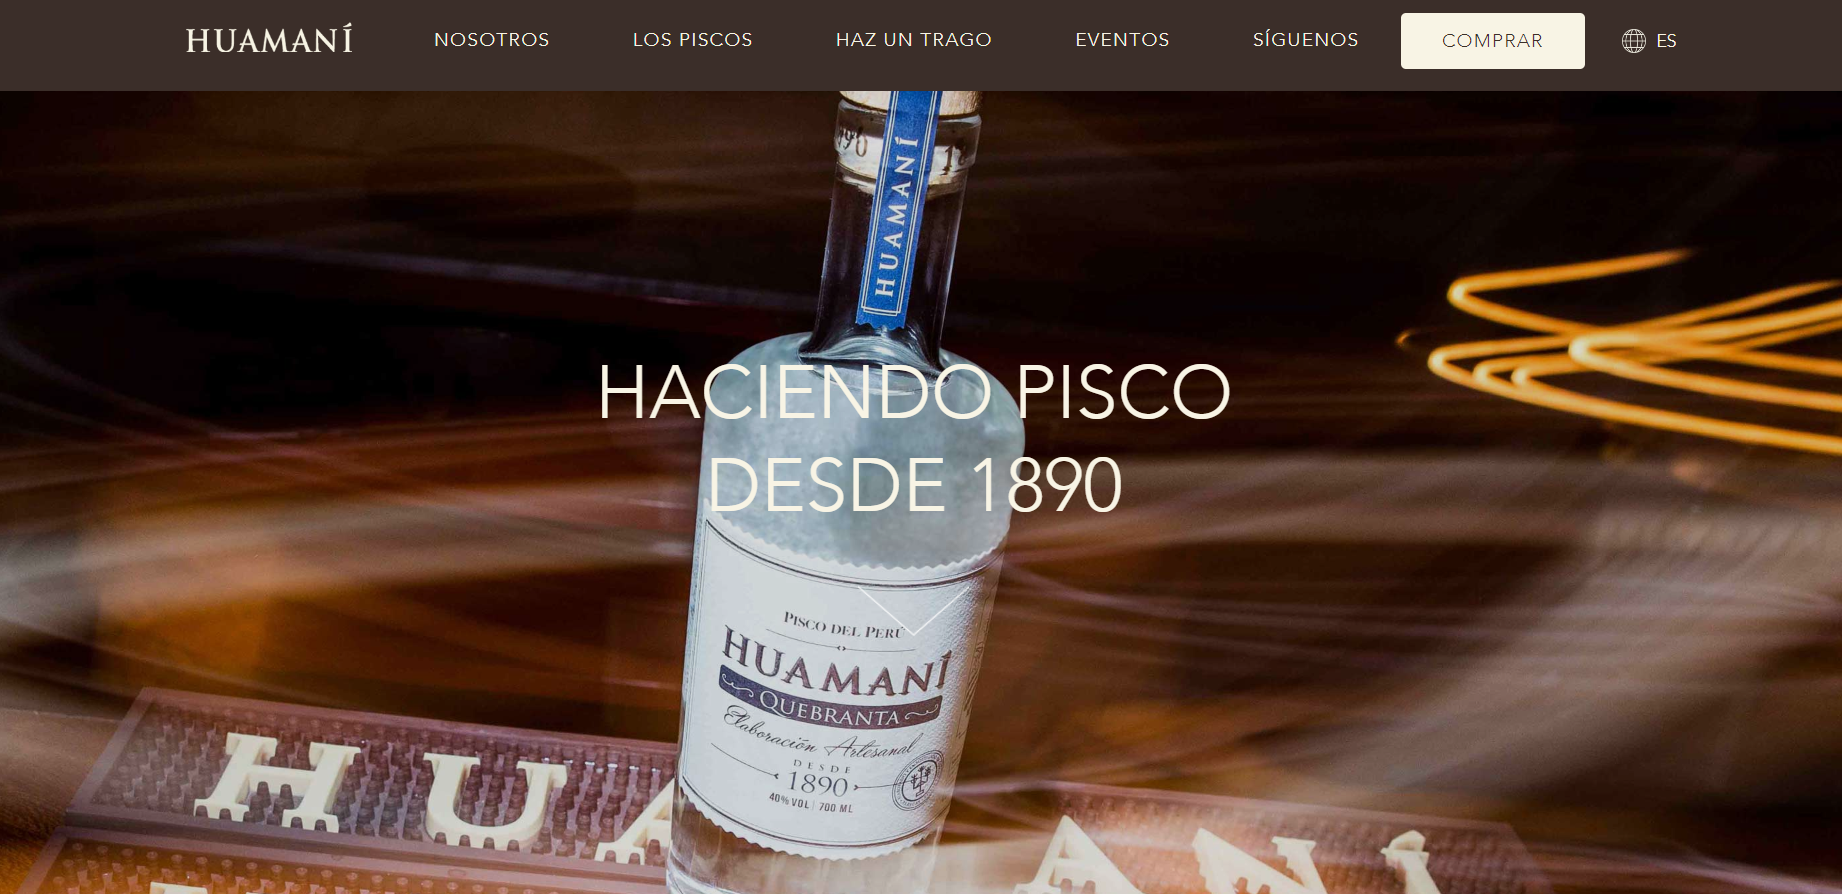 HUAMANÍ
NOSOTROS
LOS PISCOS
HAZ UN TRAGO
EVENTOS
SÍGUENOS
COMPRAR
ES
HUAMANÍ
HACIENDO PISCO
DESDE 1890
PISCO DEL PERÚ
HUAMANÍ
QUEBRANTA
Elaboración Artesanal
DESDE
1890
40% VOL | 700 ML
HUA
ANÍ